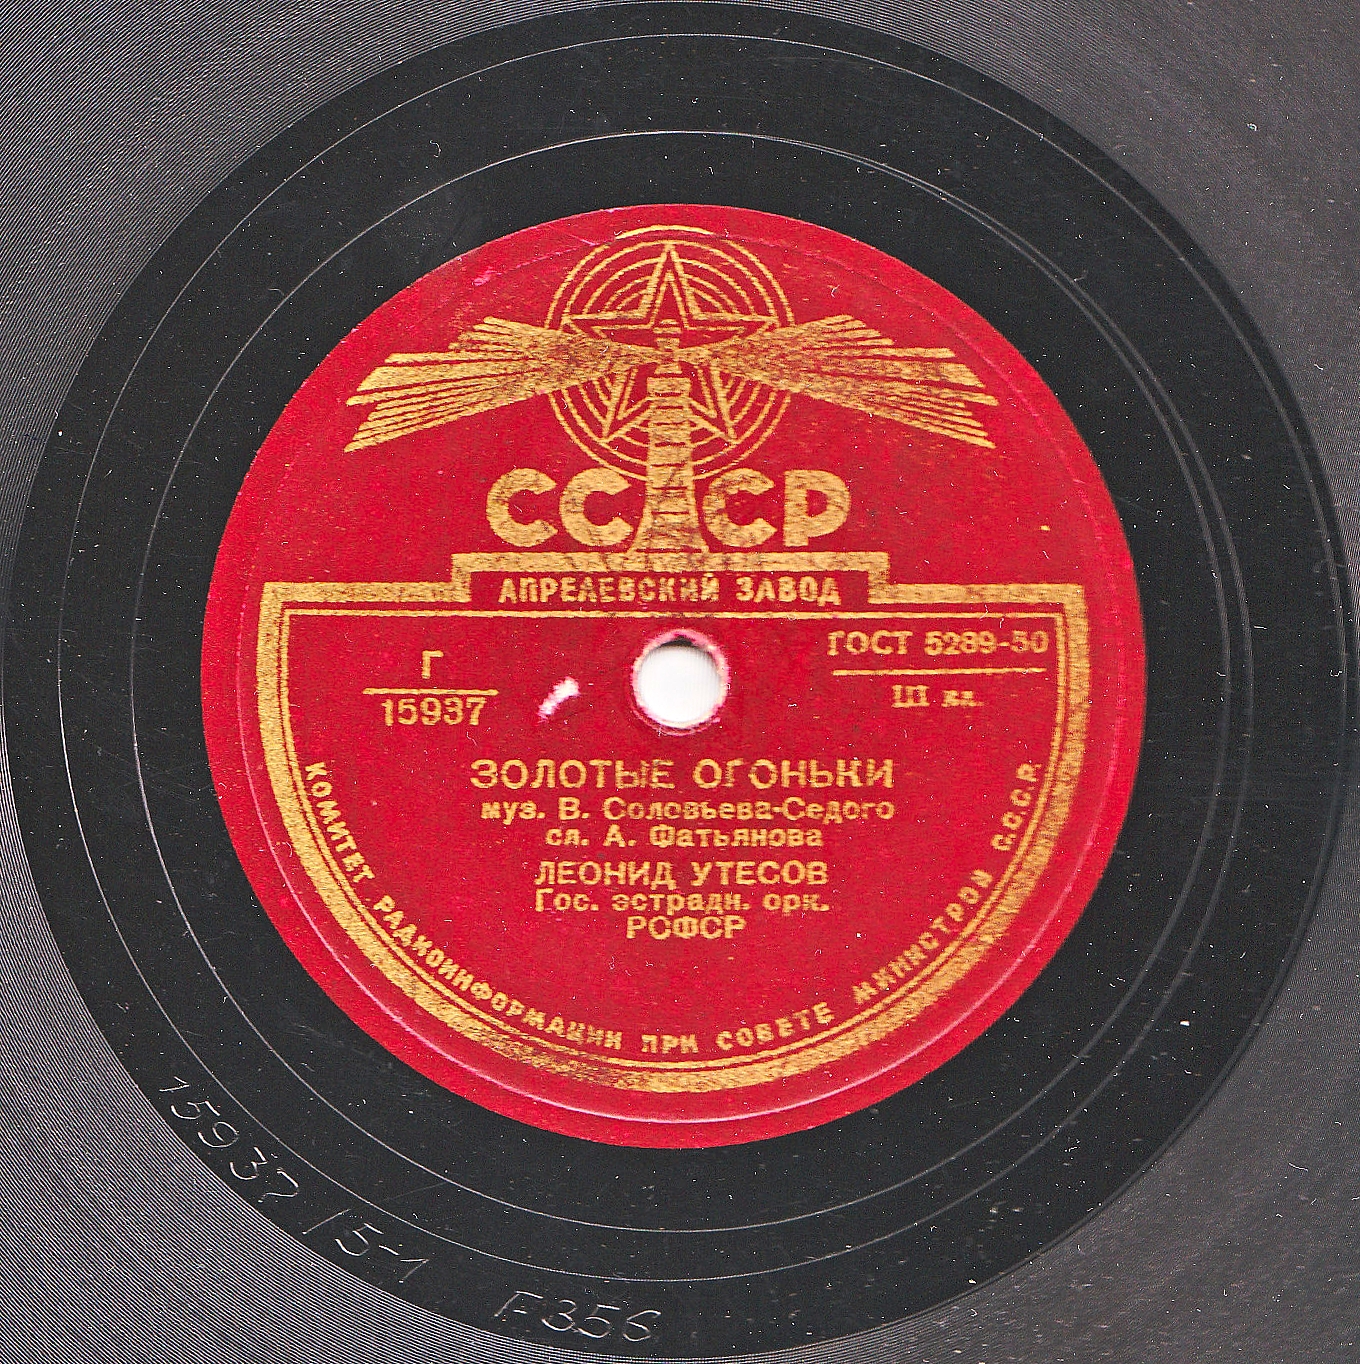 СССР
АПРЕЛЕВСКИЙ ЗАВОД
ГОСТ 5289-50
III кл.
Г
15937
ЗОЛОТЫЕ ОГОНЬКИ
муз. В. Соловьева-Седого
сл. А. Фатьянова
ЛЕОНИД УТЕСОВ
Гос. эстрадн. орк.
РСФСР
КОМИТЕТ РАДИОИНФОРМАЦИИ ПРИ СОВЕТЕ МИНИСТРОВ С.С.С.Р.
15937/5-1
F356